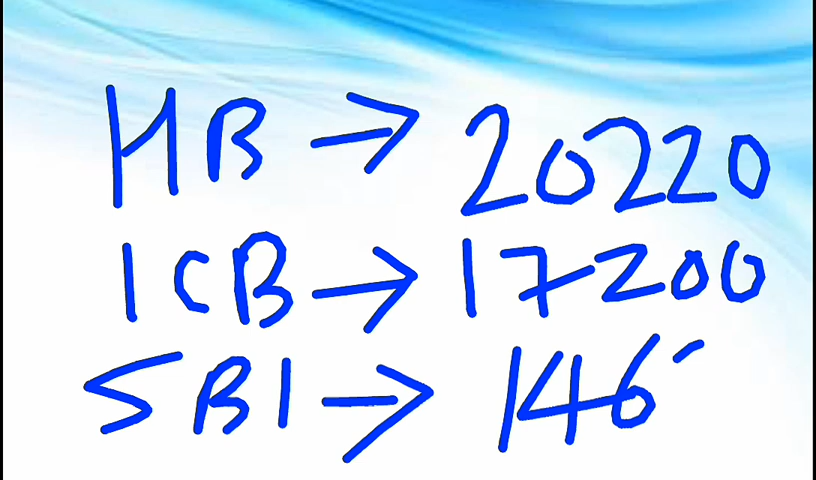 HB → 20220
ICB → 17200
SBI → 146